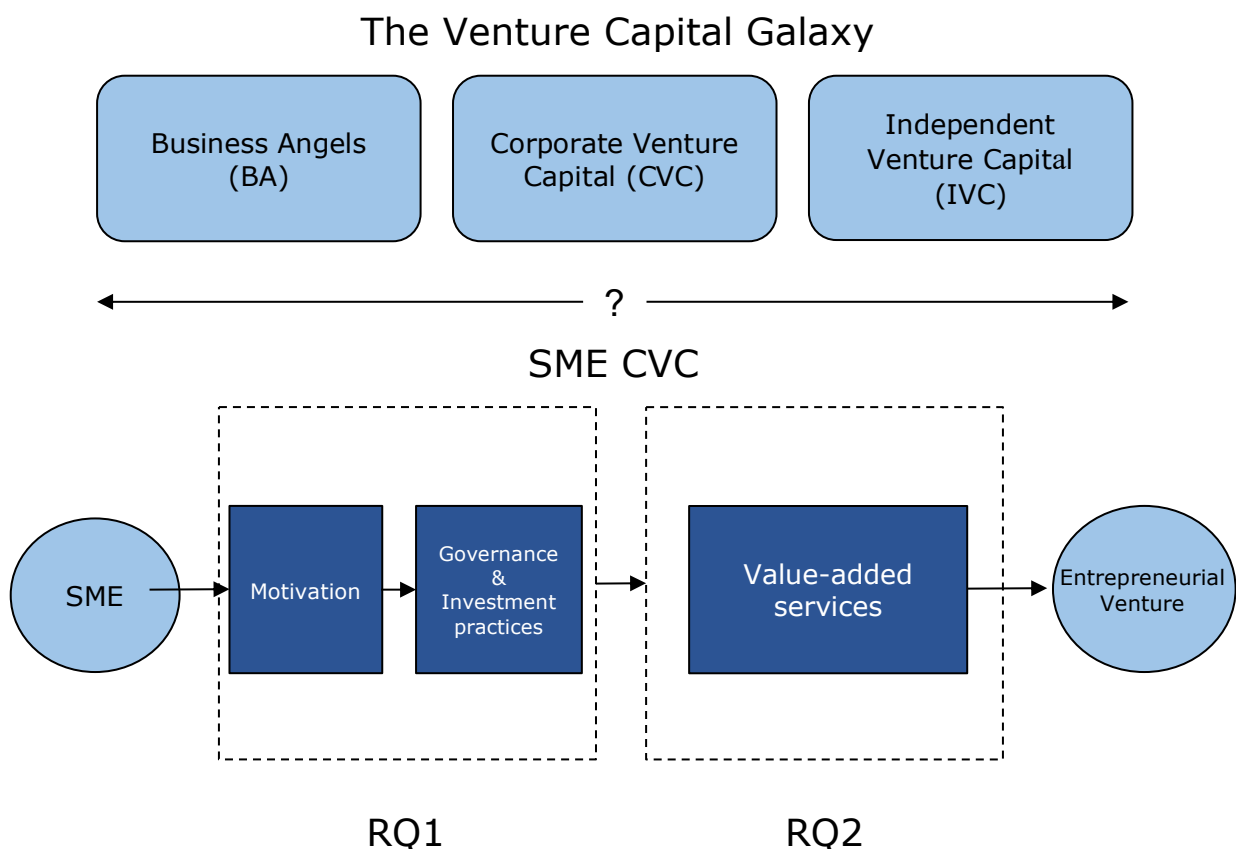 The Venture Capital Galaxy
Business Angels
(BA)
Corporate Venture
Capital (CVC)
Independent
Venture Capital
(IVC)
?
SME CVC
SME
Motivation
Governance
&
Investment
practices
Value-added
services
Entrepreneurial
Venture
RQ1
RQ2